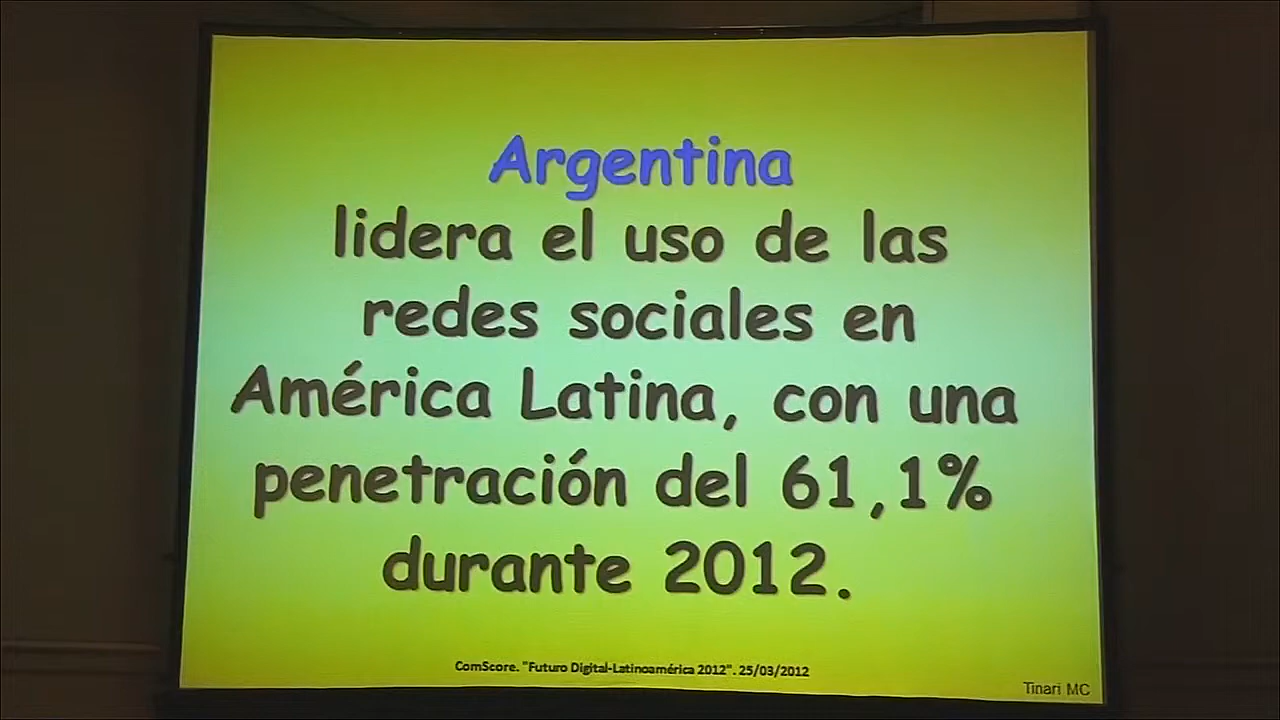 Argentina
lidera el uso de las
redes sociales en
América Latina, con una
penetración del 61,1%
durante 2012.
ComScore. "Futuro Digital-Latinoamérica 2012". 25/03/2012
Tinari MC